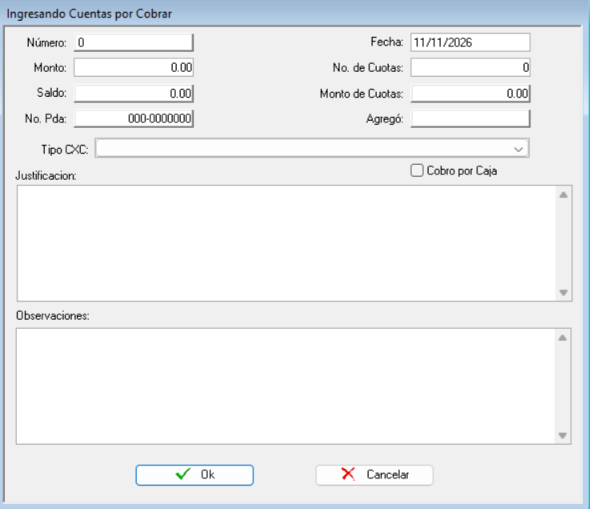 Ingresando Cuentas por Cobrar
Número: 0 Fecha: 11/11/2026
Monto: 0.00 No. de Cuotas: 0
Saldo: 0.00 Monto de Cuotas: 0.00
No. Pda: 000-0000000 Agregó:
Tipo CXC:
Cobro por Caja
Justificacion:
Observaciones:
Ok Cancelar